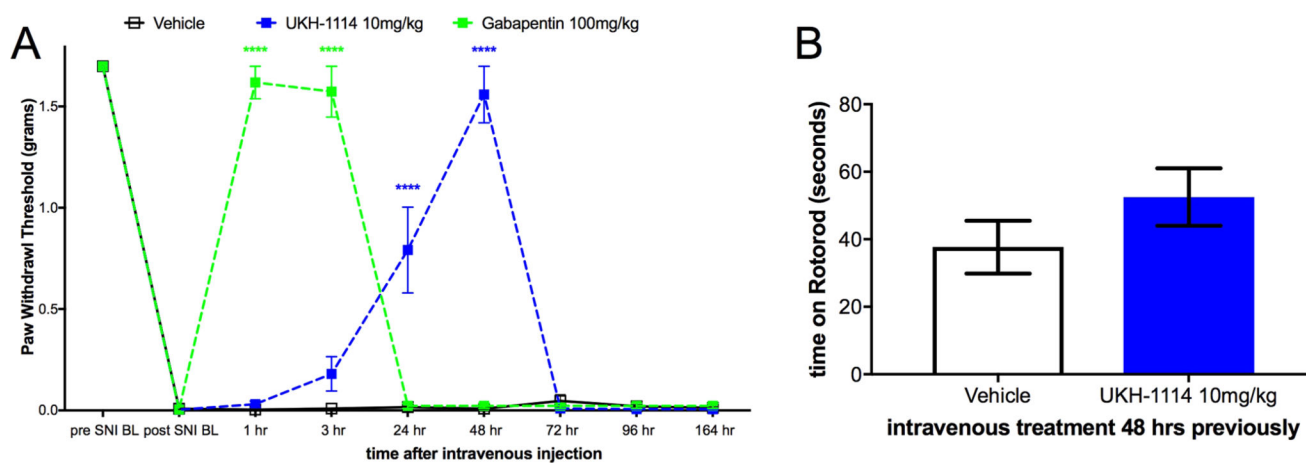 A
Vehicle UKH-1114 10mg/kg Gabapentin 100mg/kg
**** **** ****
****
Paw Withdrawl Threshold (grams)
1.5
1.0
0.5
0.0
pre SNI BL post SNI BL 1 hr 3 hr 24 hr 48 hr 72 hr 96 hr 164 hr
time after intravenous injection
B
time on Rotorod (seconds)
80
60
40
20
0
Vehicle UKH-1114 10mg/kg
intravenous treatment 48 hrs previously